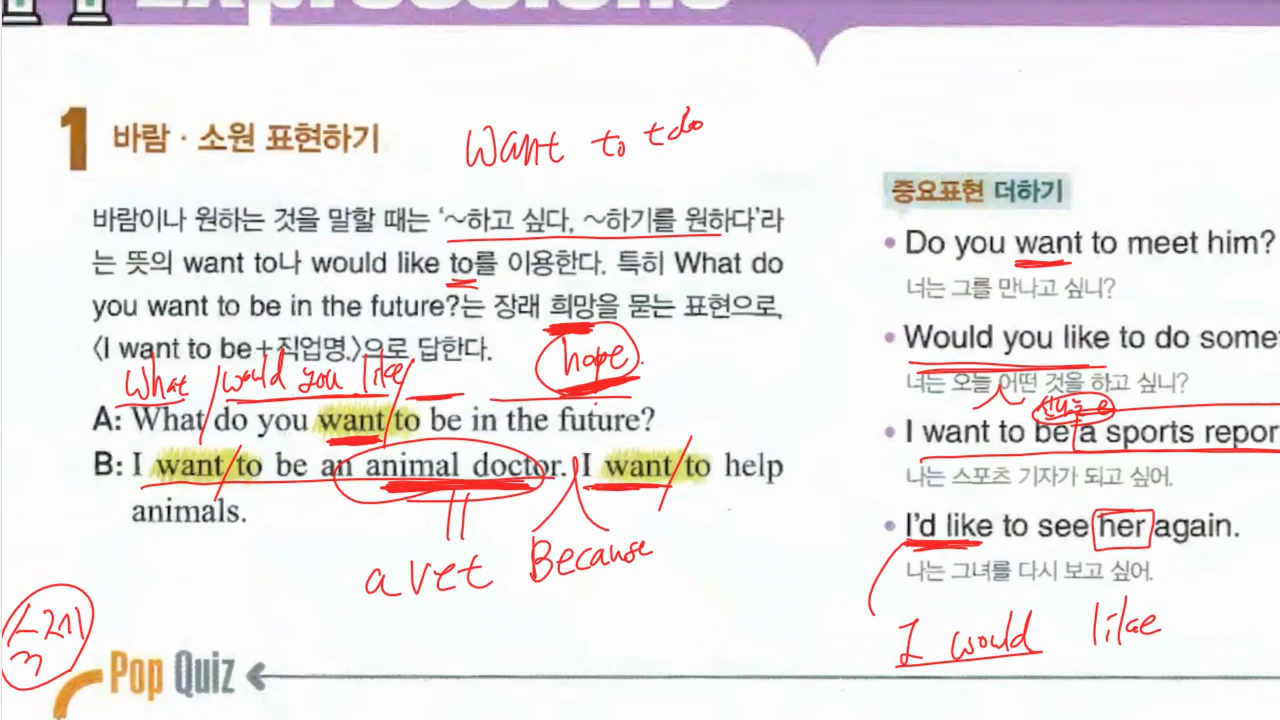 Expressions
1 바람 · 소원 표현하기
want to
바람이나 원하는 것을 말할 때는 ‘～하고 싶다, ～하기를 원하다’라
는 뜻의 want to나 would like to를 이용한다. 특히 What do
you want to be in the future?는 장래 희망을 묻는 표현으로,
〈I want to be+직업명.〉으로 답한다.
hope.
What / would you like /
A: What do you want to be in the future?
B: I want to be an animal doctor. I want to help
animals.
a vet Because
Pop Quiz
중요표현 더하기
• Do you want to meet him?
너는 그를 만나고 싶니?
• Would you like to do some
너는 오늘 어떤 것을 하고 싶니?
• I want to be a sports repor
나는 스포츠 기자가 되고 싶어.
• I'd like to see her again.
나는 그녀를 다시 보고 싶어.
I would like